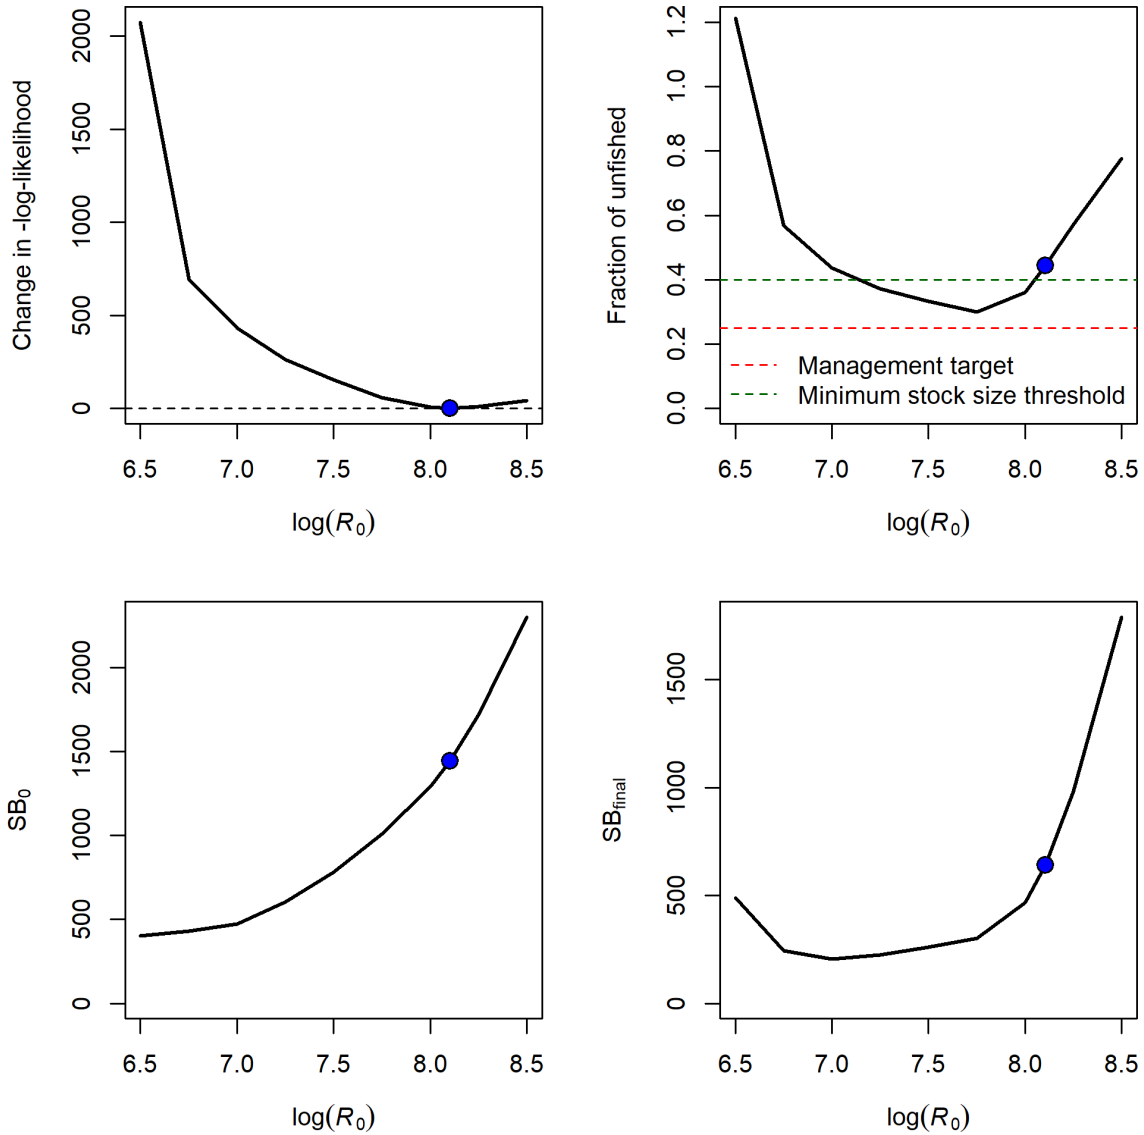 Change in -log-likelihood
2000
1500
1000
500
0
6.5 7.0 7.5 8.0 8.5
log(R0)
Fraction of unfished
1.2
1.0
0.8
0.6
0.4
0.2
0.0
Management target
Minimum stock size threshold
6.5 7.0 7.5 8.0 8.5
log(R0)
SB0
2000
1500
1000
500
0
6.5 7.0 7.5 8.0 8.5
log(R0)
SBfinal
1500
1000
500
0
6.5 7.0 7.5 8.0 8.5
log(R0)